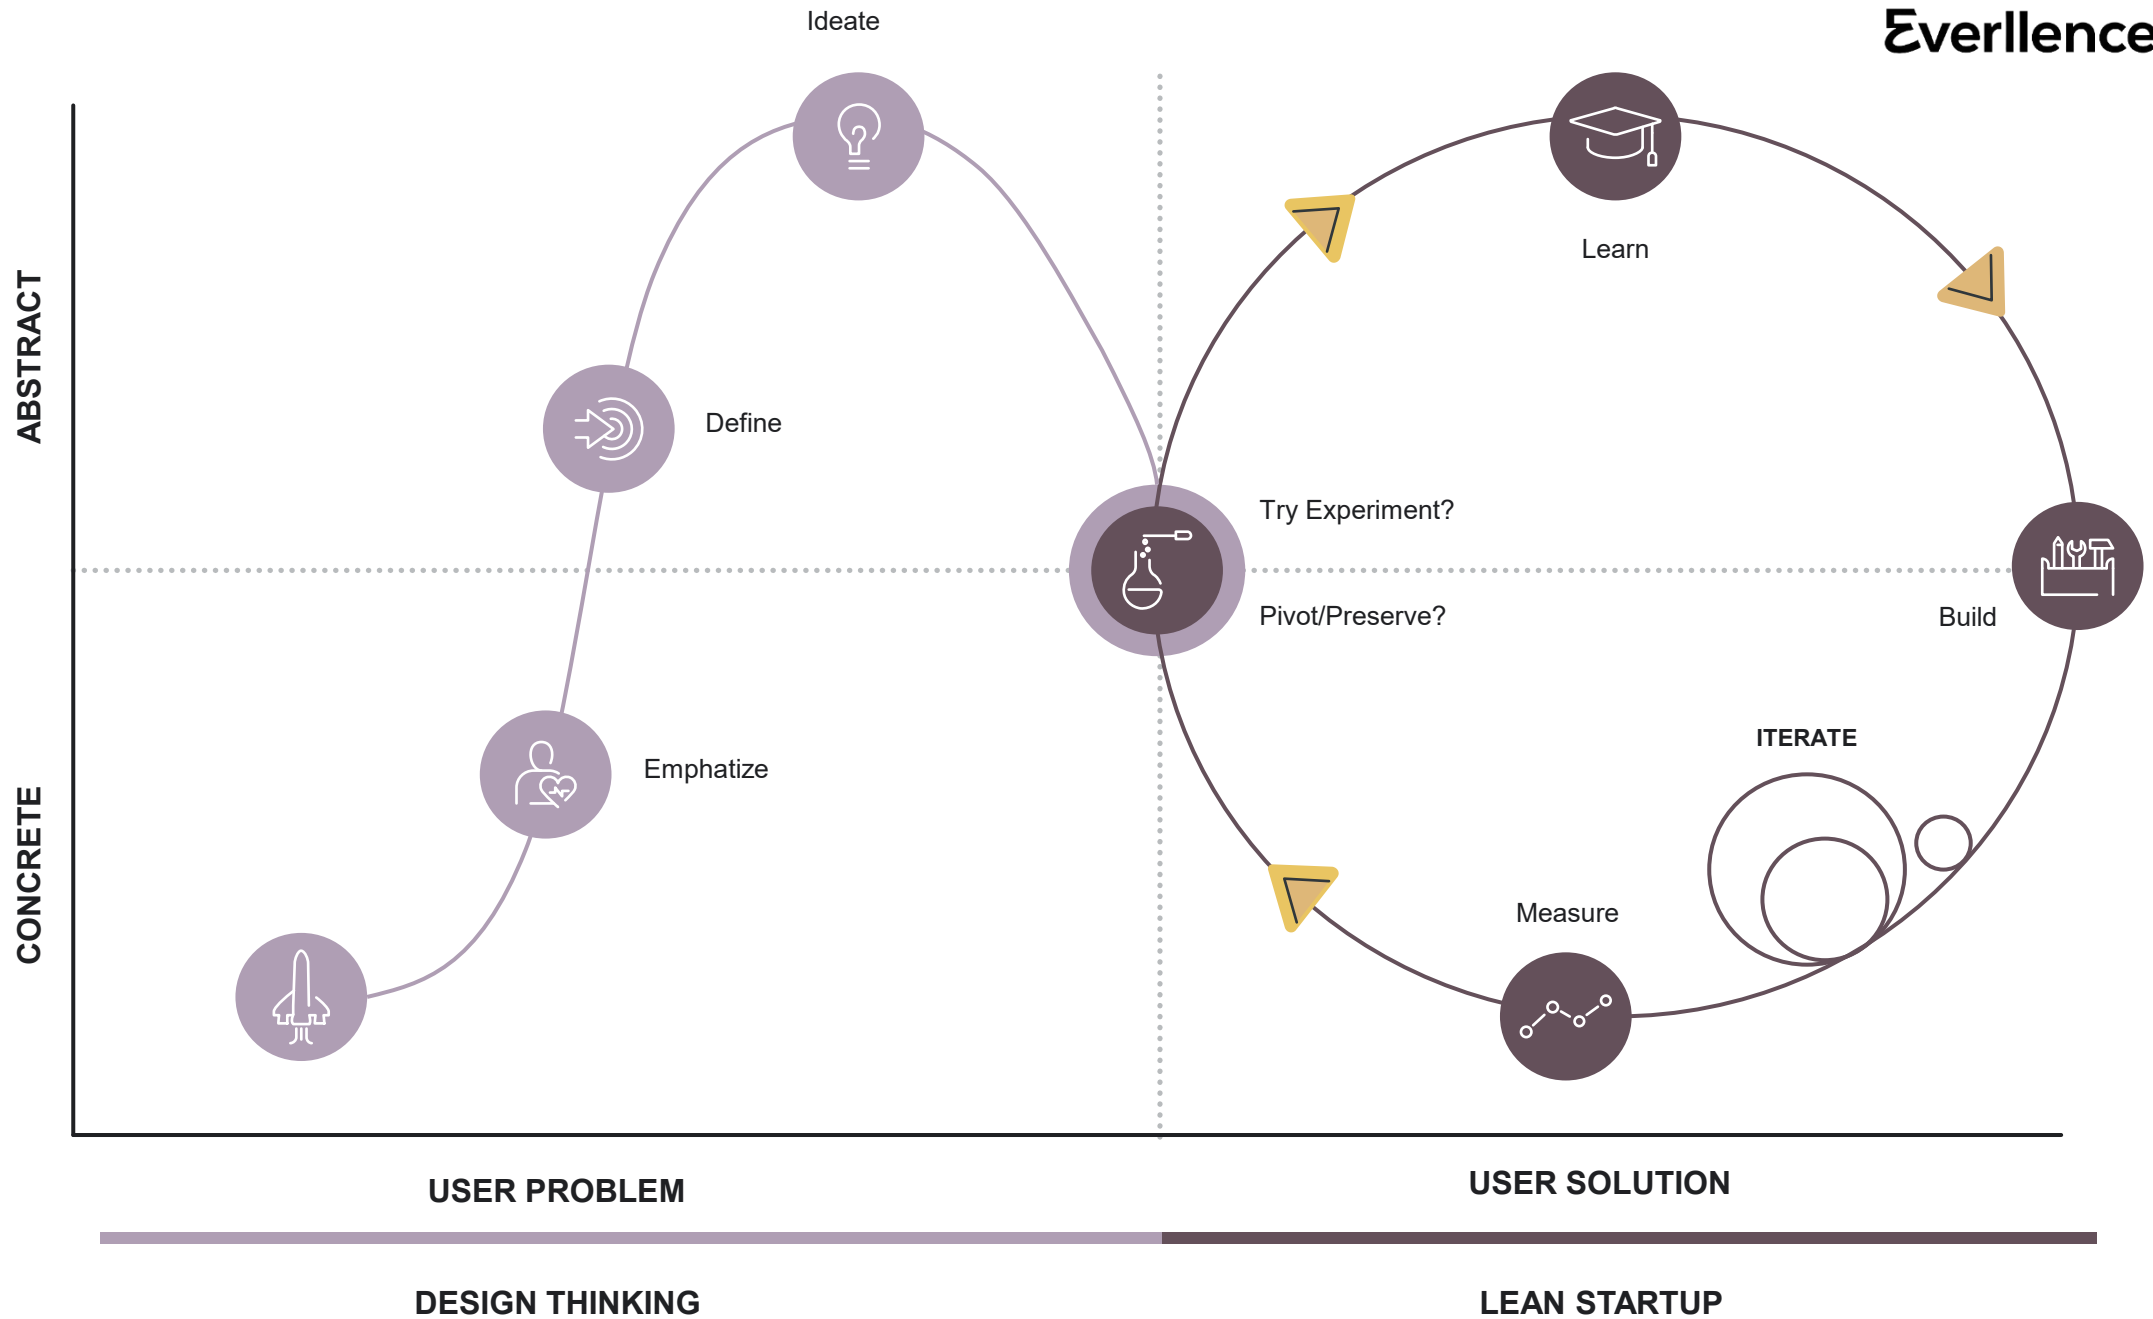 Ideate
Everllence
Learn
ABSTRACT
Define
Try Experiment?
Pivot/Preserve?
Build
ITERATE
Emphatize
CONCRETE
Measure
USER PROBLEM
USER SOLUTION
DESIGN THINKING
LEAN STARTUP